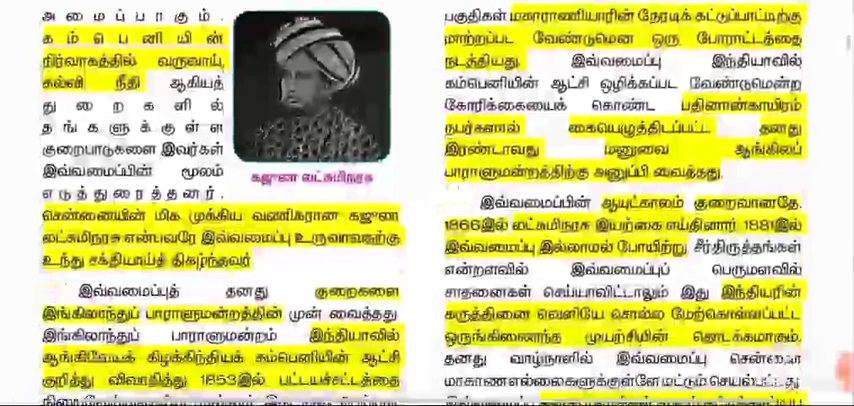 அமைப்பாகும்.
கம்பெனியின்
நிர்வாகத்தில் வருவாய்,
கல்வி நீதி ஆகியத்
துறைகளில்
தங்களுக்குள்ள
குறைபாடுகளை இவர்கள்
இவ்வமைப்பின் மூலம்
எடுத்துரைத்தனர்.
கஜுலா லட்சுமிநரசு
சென்னையின் மிக முக்கிய வணிகரான கஜுலா
லட்சுமிநரசு என்பவரே இவ்வமைப்பு உருவாவதற்கு
உந்து சக்தியாய்த் திகழ்ந்தவர்
இவ்வமைப்புத் தனது குறைகளை
இங்கிலாந்துப் பாராளுமன்றத்தின் முன் வைத்தது.
இங்கிலாந்துப் பாராளுமன்றம் இந்தியாவில்
ஆங்கிலேயக் கிழக்கிந்தியக் கம்பெனியின் ஆட்சி
குறித்து விவாதித்து 1853இல் பட்டயச்சட்டத்தை
பகுதிகள் மகாராணியாரின் நேரடிக் கட்டுப்பாட்டிற்கு
மாற்றப்பட வேண்டுமென ஒரு போராட்டத்தை
நடத்தியது. இவ்வமைப்பு இந்தியாவில்
கம்பெனியின் ஆட்சி ஒழிக்கப்பட வேண்டுமென்ற
கோரிக்கையைக் கொண்ட பதினான்காயிரம்
நபர்களால் கையெழுத்திடப்பட்ட தனது
இரண்டாவது மனுவை ஆங்கிலப்
பாராளுமன்றத்திற்கு அனுப்பி வைத்தது.
இவ்வமைப்பின் ஆயுட்காலம் குறைவானதே.
1866இல் லட்சுமிநரசு இயற்கை எய்தினார். 1881இல்
இவ்வமைப்பு இல்லாமல் போயிற்று. சீர்திருத்தங்கள்
என்றளவில் இவ்வமைப்புப் பெருமளவில்
சாதனைகள் செய்யாவிட்டாலும் இது இந்தியரின்
கருத்தினை வெளியே சொல்ல மேற்கொள்ளப்பட்ட
ஒருங்கிணைந்த முயற்சியின் தொடக்கமாகும்.
தனது வாழ்நாளில் இவ்வமைப்பு சென்னை
மாகாண எல்லைகளுக்குள்ளே மட்டும் செயல்பட்டது